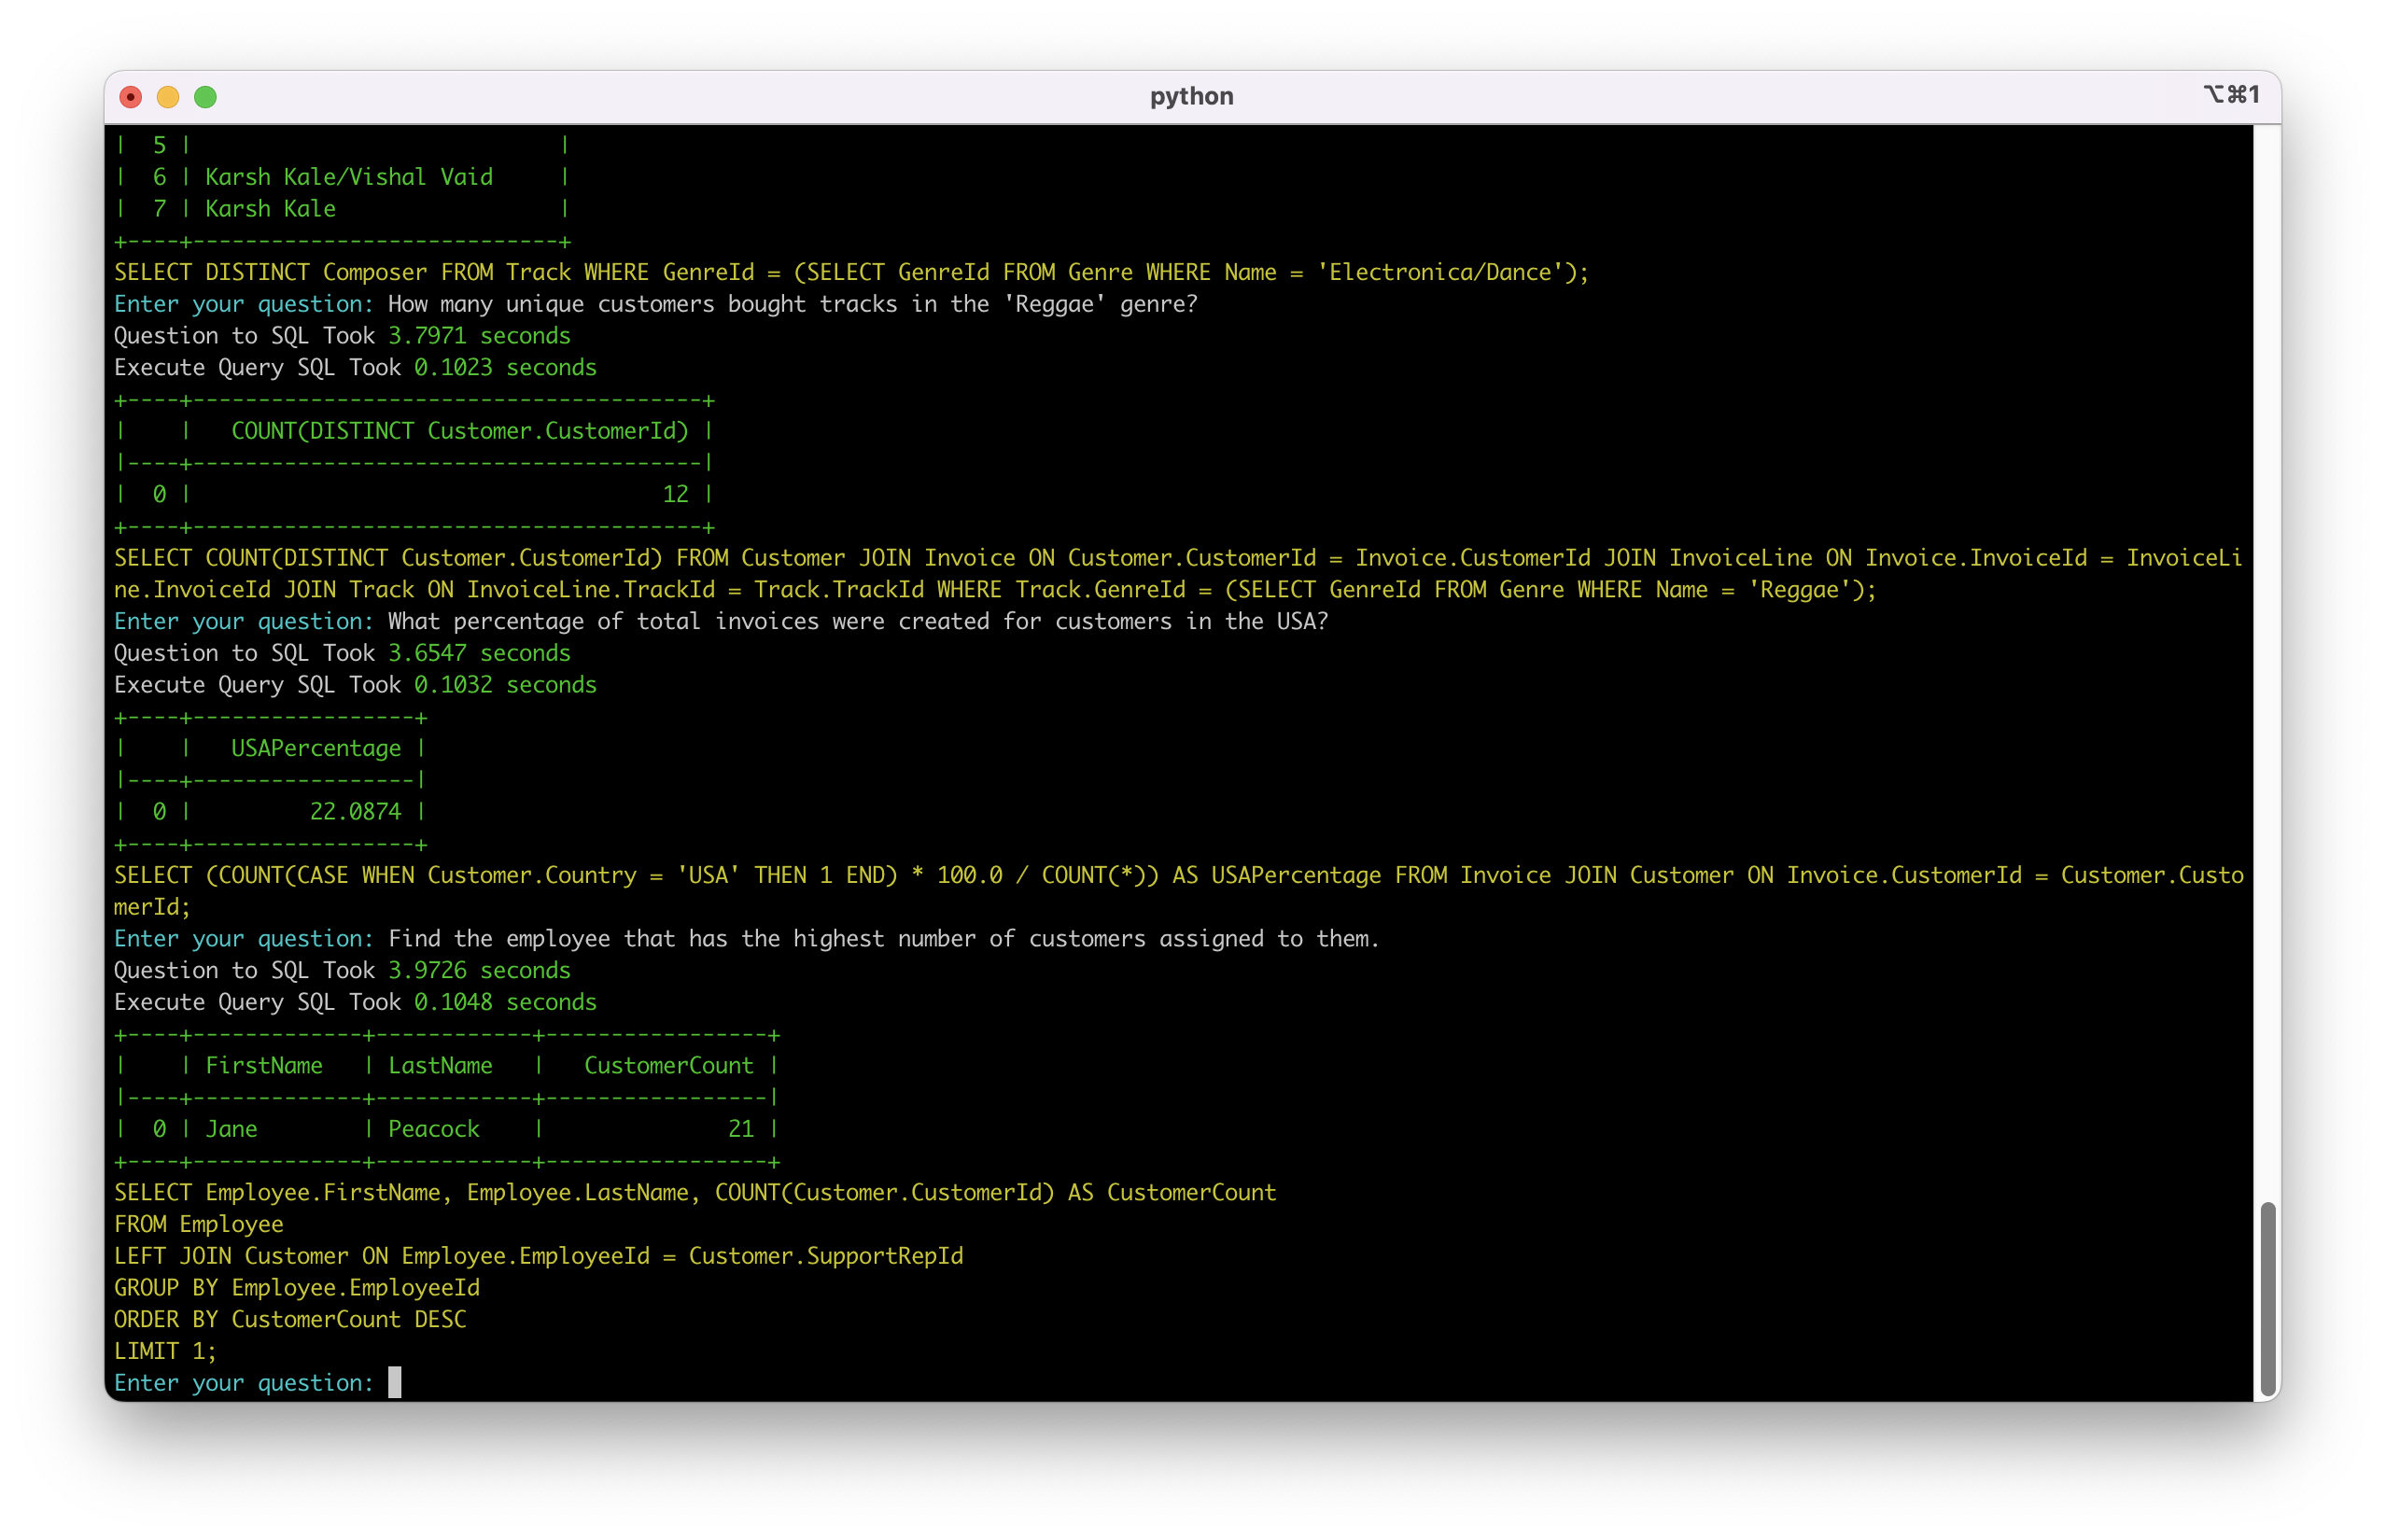 python
⌥⌘1
|  5 |                            |
|  6 | Karsh Kale/Vishal Vaid     |
|  7 | Karsh Kale                 |
+----+----------------------------+
SELECT DISTINCT Composer FROM Track WHERE GenreId = (SELECT GenreId FROM Genre WHERE Name = 'Electronica/Dance');
Enter your question: How many unique customers bought tracks in the 'Reggae' genre?
Question to SQL Took 3.7971 seconds
Execute Query SQL Took 0.1023 seconds
+----+---------------------------------------+
|    |   COUNT(DISTINCT Customer.CustomerId) |
|----+---------------------------------------|
|  0 |                                    12 |
+----+---------------------------------------+
SELECT COUNT(DISTINCT Customer.CustomerId) FROM Customer JOIN Invoice ON Customer.CustomerId = Invoice.CustomerId JOIN InvoiceLine ON Invoice.InvoiceId = InvoiceLi
ne.InvoiceId JOIN Track ON InvoiceLine.TrackId = Track.TrackId WHERE Track.GenreId = (SELECT GenreId FROM Genre WHERE Name = 'Reggae');
Enter your question: What percentage of total invoices were created for customers in the USA?
Question to SQL Took 3.6547 seconds
Execute Query SQL Took 0.1032 seconds
+----+-----------------+
|    |   USAPercentage |
|----+-----------------|
|  0 |         22.0874 |
+----+-----------------+
SELECT (COUNT(CASE WHEN Customer.Country = 'USA' THEN 1 END) * 100.0 / COUNT(*)) AS USAPercentage FROM Invoice JOIN Customer ON Invoice.CustomerId = Customer.Custo
merId;
Enter your question: Find the employee that has the highest number of customers assigned to them.
Question to SQL Took 3.9726 seconds
Execute Query SQL Took 0.1048 seconds
+----+-------------+------------+-----------------+
|    | FirstName   | LastName   |   CustomerCount |
|----+-------------+------------+-----------------|
|  0 | Jane        | Peacock    |              21 |
+----+-------------+------------+-----------------+
SELECT Employee.FirstName, Employee.LastName, COUNT(Customer.CustomerId) AS CustomerCount
FROM Employee
LEFT JOIN Customer ON Employee.EmployeeId = Customer.SupportRepId
GROUP BY Employee.EmployeeId
ORDER BY CustomerCount DESC
LIMIT 1;
Enter your question: